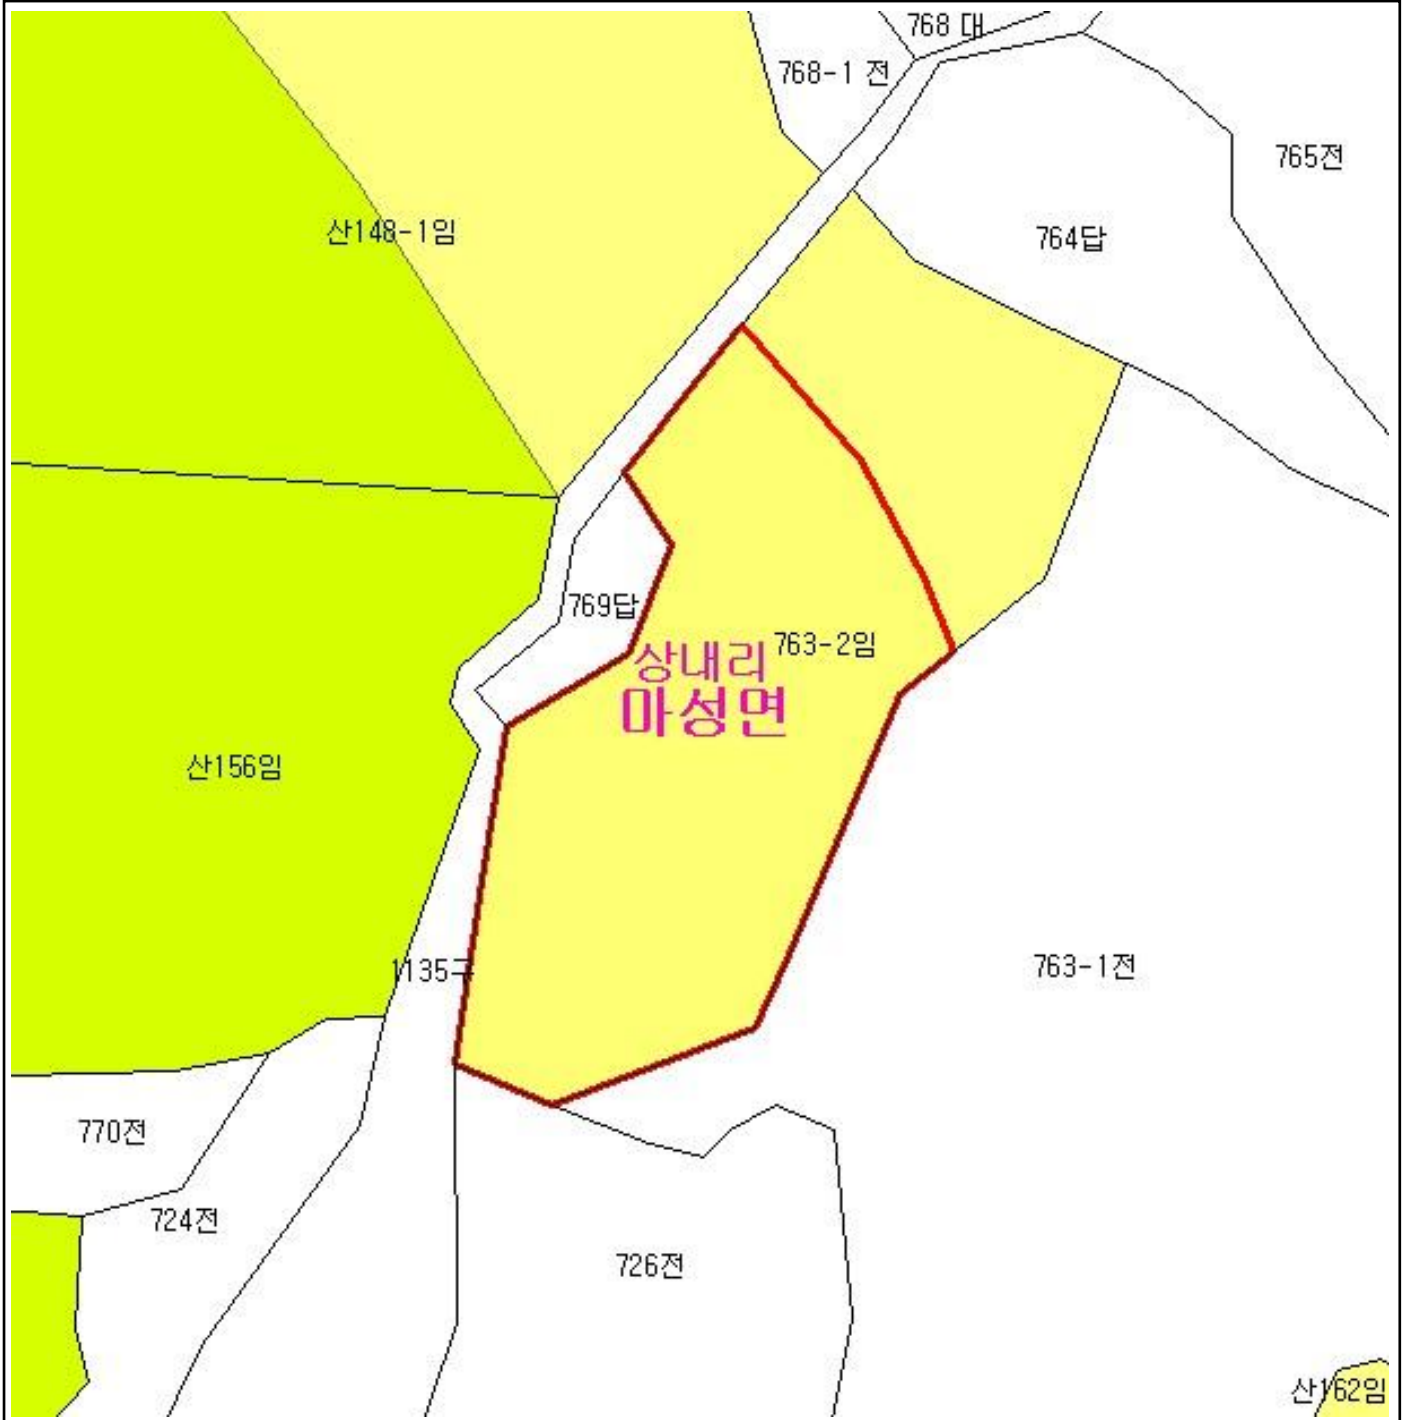 768 대
768-1 전
765전
산148-1임
764답
769답
763-2임
상내리
마성면
산156임
763-1전
1135구
770전
724전
726전
산162임